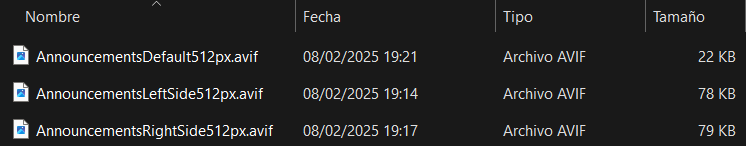 Nombre Fecha Tipo Tamaño
AnnouncementsDefault512px.avif 08/02/2025 19:21 Archivo AVIF 22 KB
AnnouncementsLeftSide512px.avif 08/02/2025 19:14 Archivo AVIF 78 KB
AnnouncementsRightSide512px.avif 08/02/2025 19:17 Archivo AVIF 79 KB